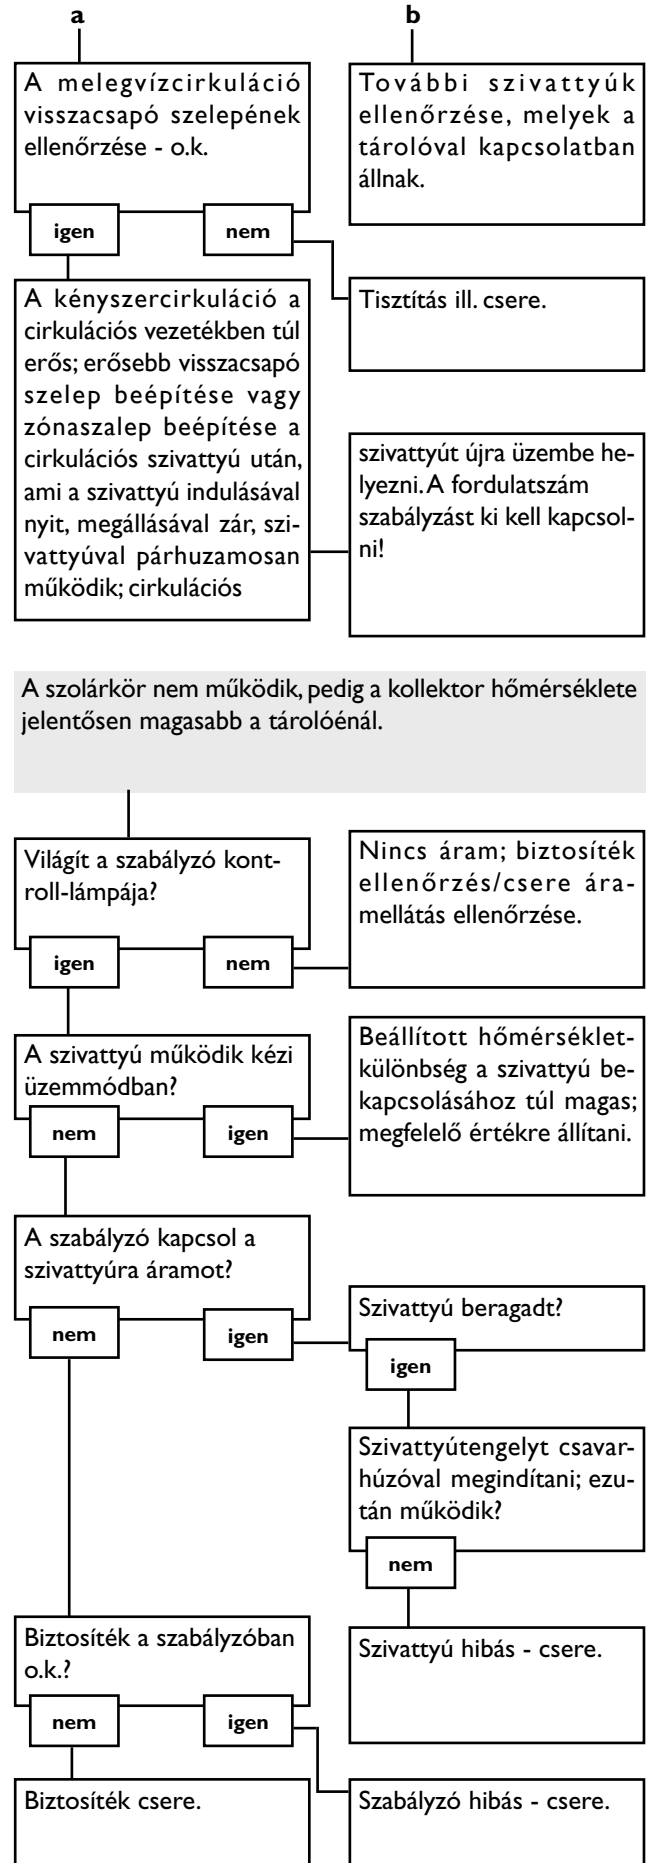 a
b
A melegvízcirkuláció
visszacsapó szelepének
ellenőrzése - o.k.
További szivattyúk
ellenőrzése, melyek a
tárolóval kapcsolatban
állnak.
igen
nem
A kényszercirkuláció a
cirkulációs vezetékben túl
erős; erősebb visszacsapó
szelep beépítése vagy
zónaszalep beépítése a
cirkulációs szivattyú után,
ami a szivattyú indulásával
nyit, megállásával zár, szi-
vattyúval párhuzamosan
működik; cirkulációs
Tisztítás ill. csere.
szivattyút újra üzembe he-
lyezni. A fordulatszám
szabályzást ki kell kapcsol-
ni!
A szolárkör nem működik, pedig a kollektor hőmérséklete
jelentősen magasabb a tárolóénál.
Világít a szabályzó kont-
roll-lámpája?
igen
nem
Nincs áram; biztosíték
ellenőrzés/csere ára-
mellátás ellenőrzése.
A szivattyú működik kézi
üzemmódban?
nem
igen
Beállított hőmérséklet-
különbség a szivattyú be-
kapcsolásához túl magas;
megfelelő értékre állítani.
A szabályzó kapcsol a
szivattyúra áramot?
nem
igen
Szivattyú beragadt?
igen
Szivattyútengelyt csavar-
húzóval megindítani; ezu-
tán működik?
nem
Biztosíték a szabályzóban
o.k.?
nem
igen
Szivattyú hibás - csere.
Biztosíték csere.
Szabályzó hibás - csere.